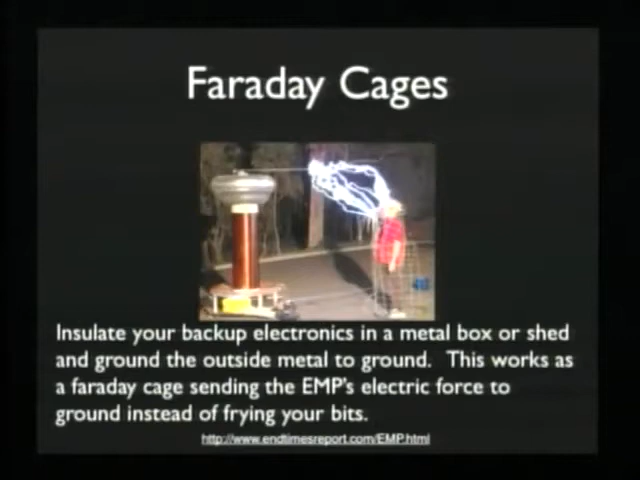 Faraday Cages
Insulate your backup electronics in a metal box or shed
and ground the outside metal to ground. This works as
a faraday cage sending the EMP's electric force to
ground instead of frying your bits.
http://www.endtimesreport.com/EMP.html